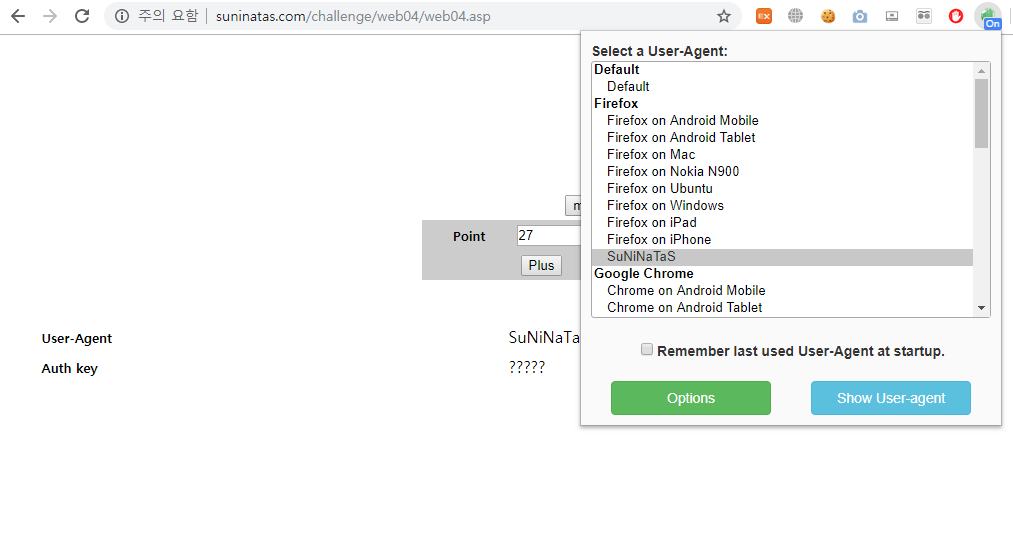 주의 요함 suninatas.com/challenge/web04/web04.asp
EX
On
Select a User-Agent:
Default
Default
Firefox
Firefox on Android Mobile
Firefox on Android Tablet
Firefox on Mac
Firefox on Nokia N900
Firefox on Ubuntu
Firefox on Windows
Firefox on iPad
Firefox on iPhone
SuNiNaTaS
Google Chrome
Chrome on Android Mobile
Chrome on Android Tablet
Remember last used User-Agent at startup.
Options Show User-agent
m
Point 27
Plus
User-Agent SuNiNaTa
Auth key ?????